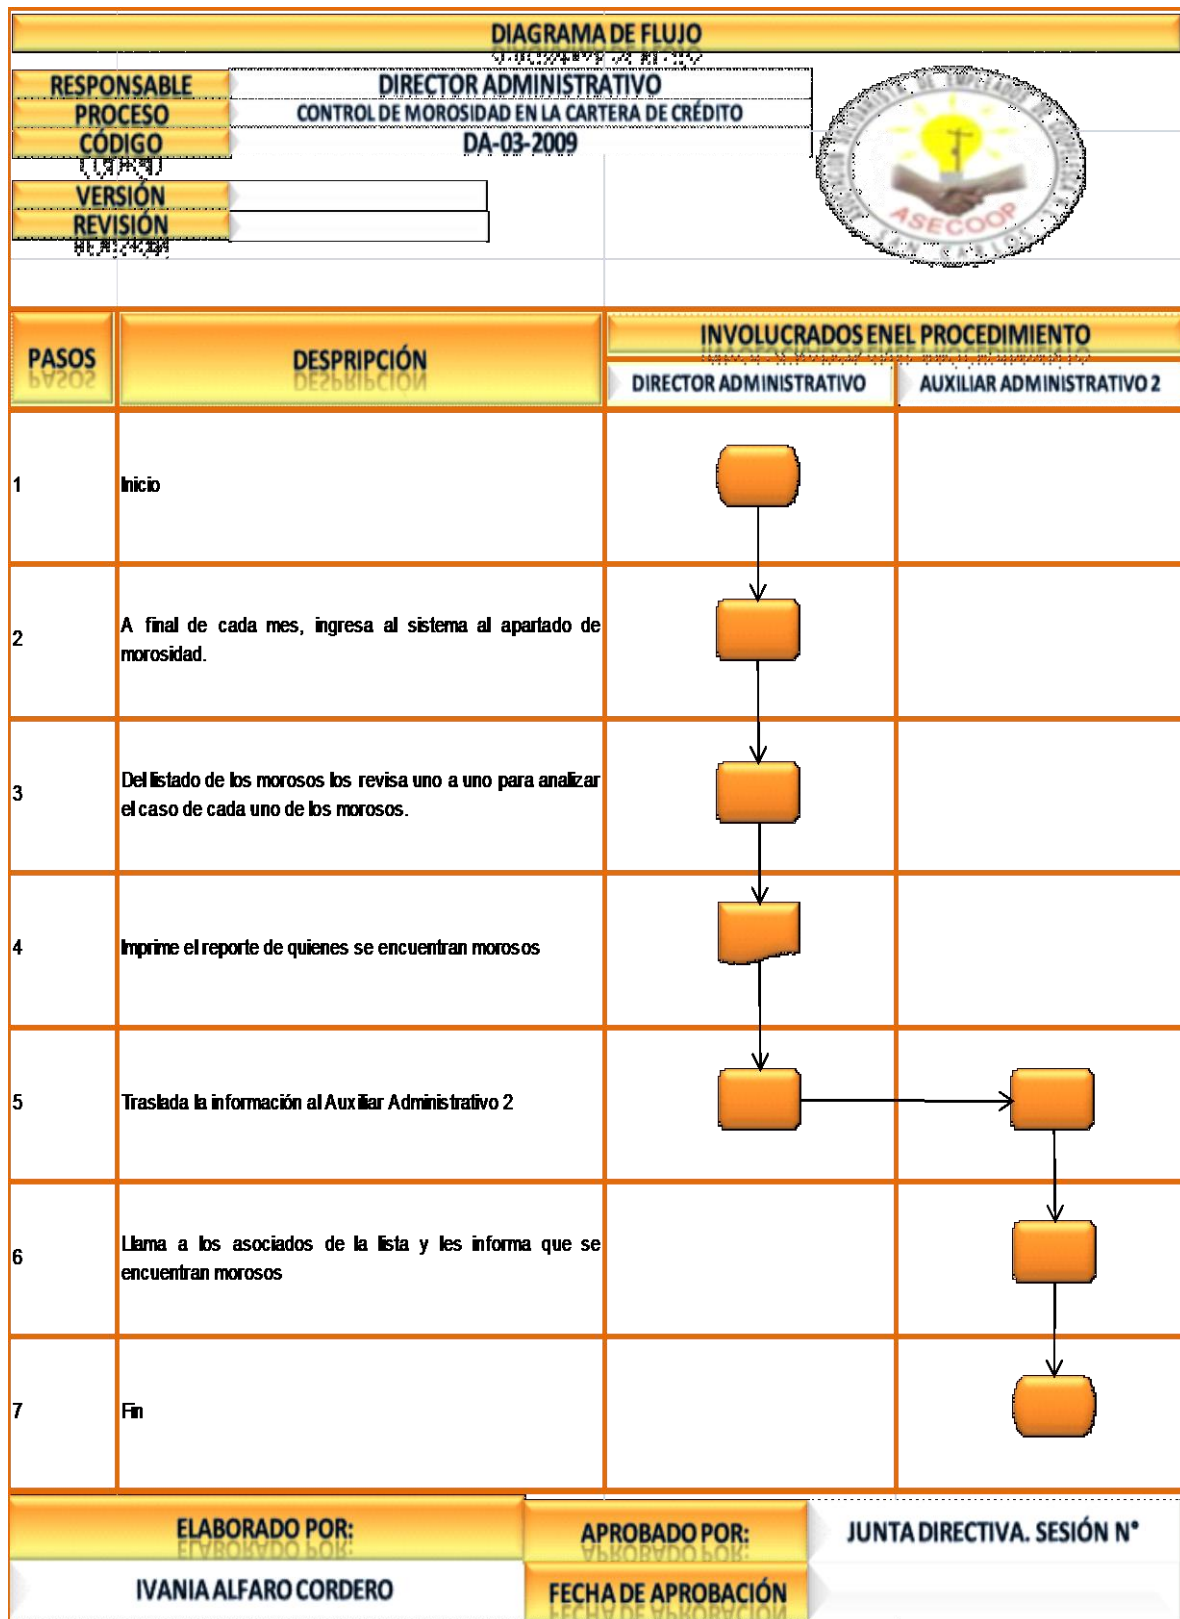 DIAGRAMA DE FLUJO
RESPONSABLE DIRECTOR ADMINISTRATIVO
PROCESO CONTROL DE MOROSIDAD EN LA CARTERA DE CRÉDITO
CÓDIGO DA-03-2009
VERSIÓN
REVISIÓN
ASECOOP
SAN CARLOS
PASOS DESPRIPCIÓN INVOLUCRADOS ENEL PROCEDIMIENTO
DIRECTOR ADMINISTRATIVO AUXILIAR ADMINISTRATIVO 2
1 Inicio
2 A final de cada mes, ingresa al sistema al apartado de
morosidad.
3 Del listado de los morosos los revisa uno a uno para analizar
el caso de cada uno de los morosos.
4 Imprime el reporte de quienes se encuentran morosos
5 Traslada la información al Auxiliar Administrativo 2
6 Llama a los asociados de la lista y les informa que se
encuentran morosos
7 Fin
ELABORADO POR: APROBADO POR: JUNTA DIRECTIVA. SESIÓN N°
IVANIA ALFARO CORDERO FECHA DE APROBACIÓN